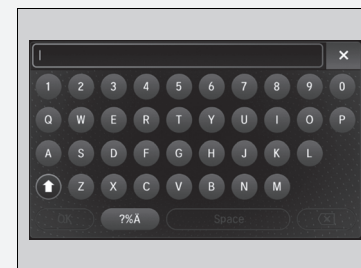 1 2 3 4 5 6 7 8 9 0
Q W E R T Y U I O P
A S D F G H J K L
Z X C V B N M
OK ?%Ä Space